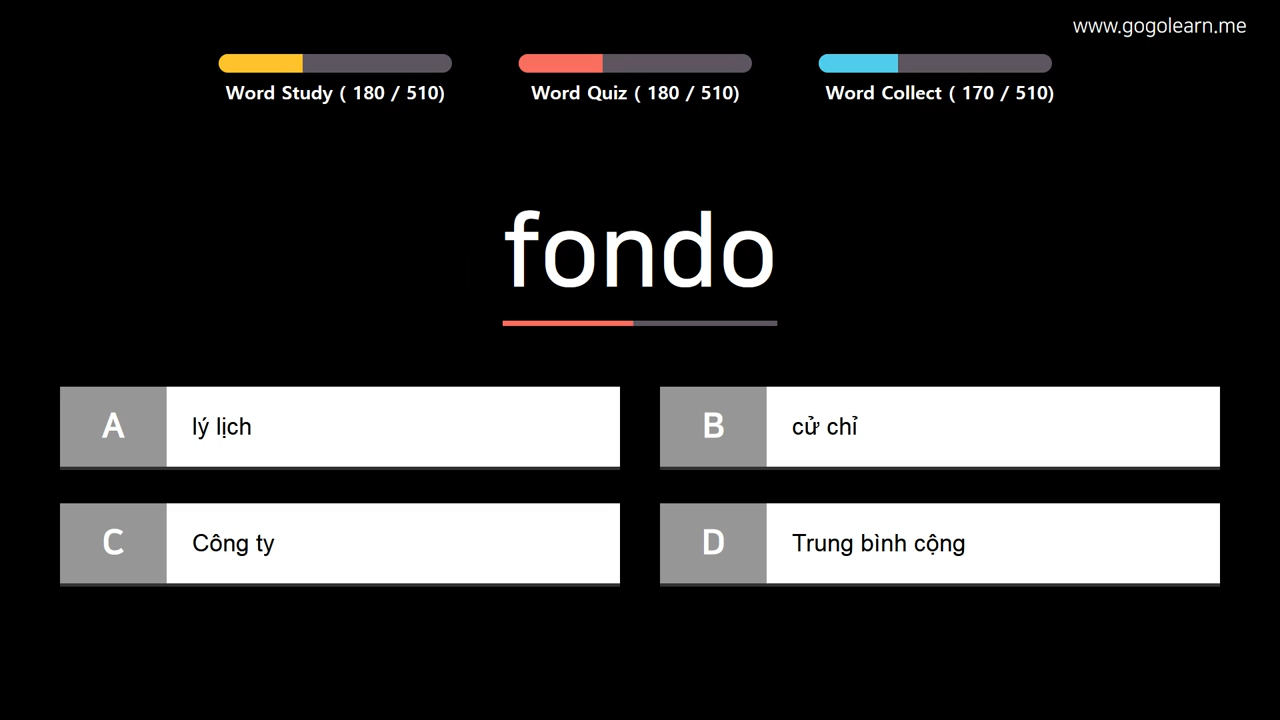 www.gogolearn.me
Word Study ( 180 / 510)
Word Quiz ( 180 / 510)
Word Collect ( 170 / 510)
fondo
A lý lịch
B cử chỉ
C Công ty
D Trung bình cộng